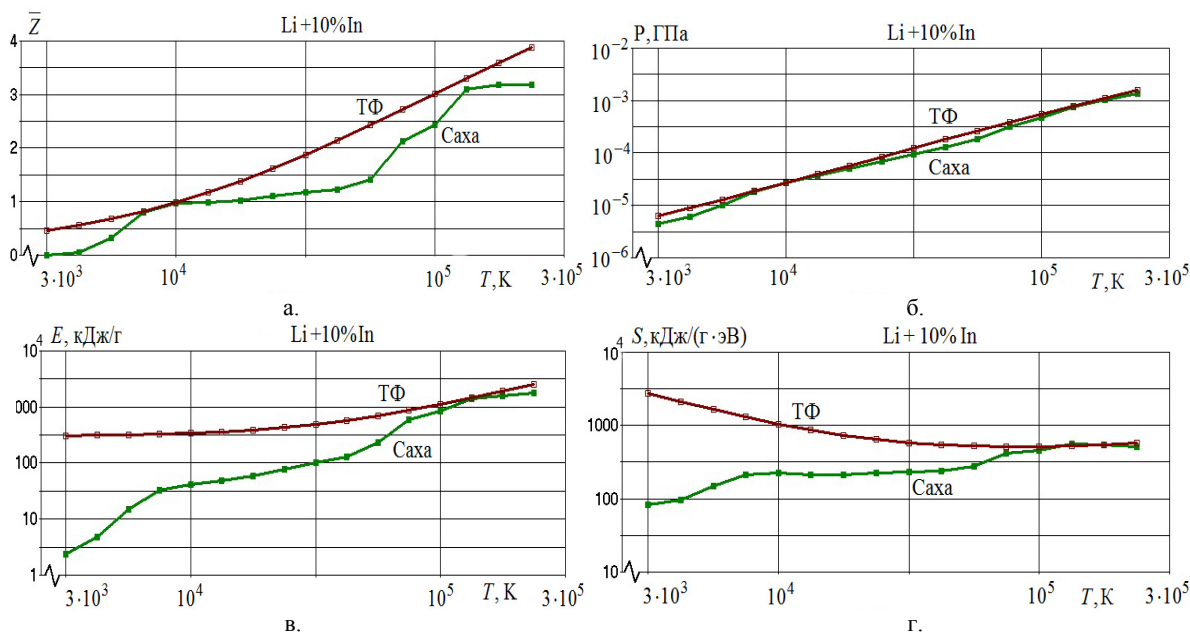 Z̅
Li+10%In
4
3
2
1
0
ТФ
Саха
3·10³
10⁴
10⁵
T, K
3·10⁵
а.
P, ГПа
Li+10%In
10⁻²
10⁻³
10⁻⁴
10⁻⁵
10⁻⁶
ТФ
Саха
3·10³
10⁴
10⁵
T, K
3·10⁵
б.
E, кДж/г
Li+10%In
10⁴
000
100
10
1
ТФ
Саха
3·10³
10⁴
10⁵
T, K
3·10⁵
в.
S, кДж/(г·эВ)
Li+10%In
10⁴
1000
100
10
ТФ
Саха
3·10³
10⁴
10⁵
T, K
3·10⁵
г.